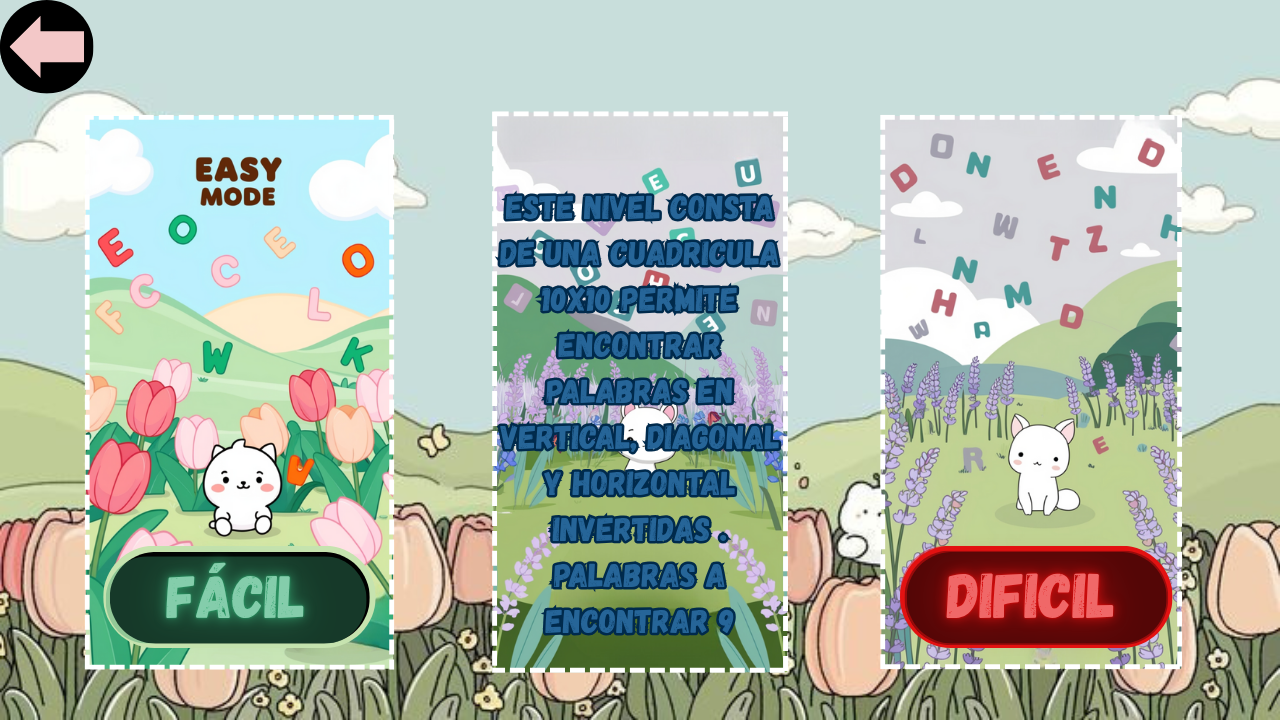 EASY
MODE
E
O
E
O
C
C
F
L
W
K
V
FÁCIL
E
U
ESTE NIVEL CONSTA
DE UNA CUADRICULA
10X10 PERMITE
ENCONTRAR
PALABRAS EN
VERTICAL, DIAGONAL
Y HORIZONTAL
INVERTIDAS .
PALABRAS A
ENCONTRAR 9
D
O
N
E
D
N
L
W
T
Z
H
N
H
M
D
W
A
R
E
DIFICIL